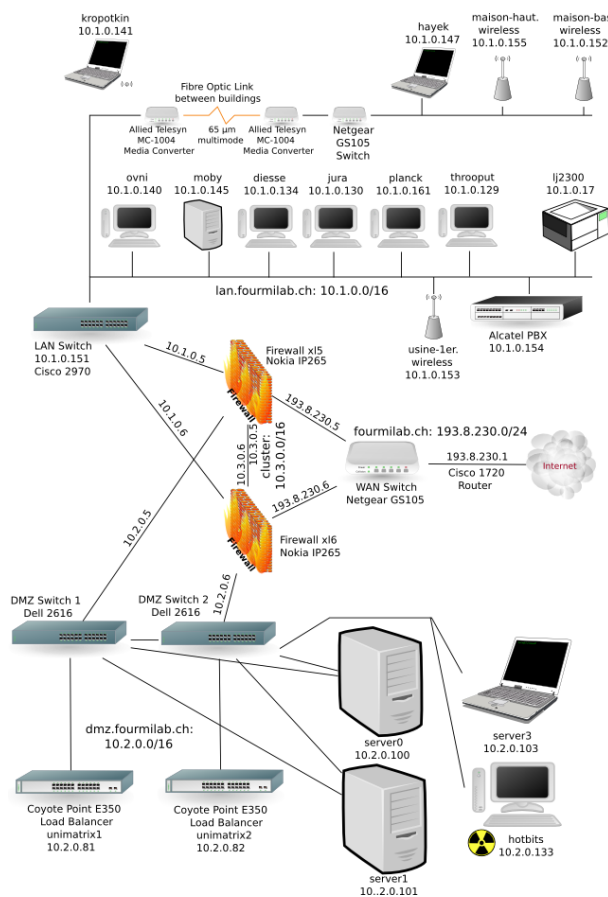 kropotkin
10.1.0.141
hayek
10.1.0.147
maison-haut.
wireless
10.1.0.155
maison-bas
wireless
10.1.0.152
Fibre Optic Link
between buildings
Allied Telesyn
MC-1004
Media Converter
65 µm
multimode
Allied Telesyn
MC-1004
Media Converter
Netgear
GS105
Switch
ovni
10.1.0.140
moby
10.1.0.145
diesse
10.1.0.134
jura
10.1.0.130
planck
10.1.0.161
throoput
10.1.0.129
lj2300
10.1.0.17
lan.fourmilab.ch: 10.1.0.0/16
LAN Switch
10.1.0.151
Cisco 2970
usine-1er.
wireless
10.1.0.153
Alcatel PBX
10.1.0.154
10.1.0.5
Firewall xl5
Nokia IP265
Firewall
10.1.0.6
193.8.230.5
10.3.0.6
10.3.0.5
cluster:
10.3.0.0/16
fourmilab.ch: 193.8.230.0/24
193.8.230.1
Cisco 1720
Router
Internet
WAN Switch
Netgear GS105
193.8.230.6
10.2.0.5
Firewall
Firewall xl6
Nokia IP265
10.2.0.6
DMZ Switch 1
Dell 2616
DMZ Switch 2
Dell 2616
dmz.fourmilab.ch:
10.2.0.0/16
server0
10.2.0.100
server3
10.2.0.103
Coyote Point E350
Load Balancer
unimatrix1
10.2.0.81
Coyote Point E350
Load Balancer
unimatrix2
10.2.0.82
server1
10..2.0.101
hotbits
10.2.0.133